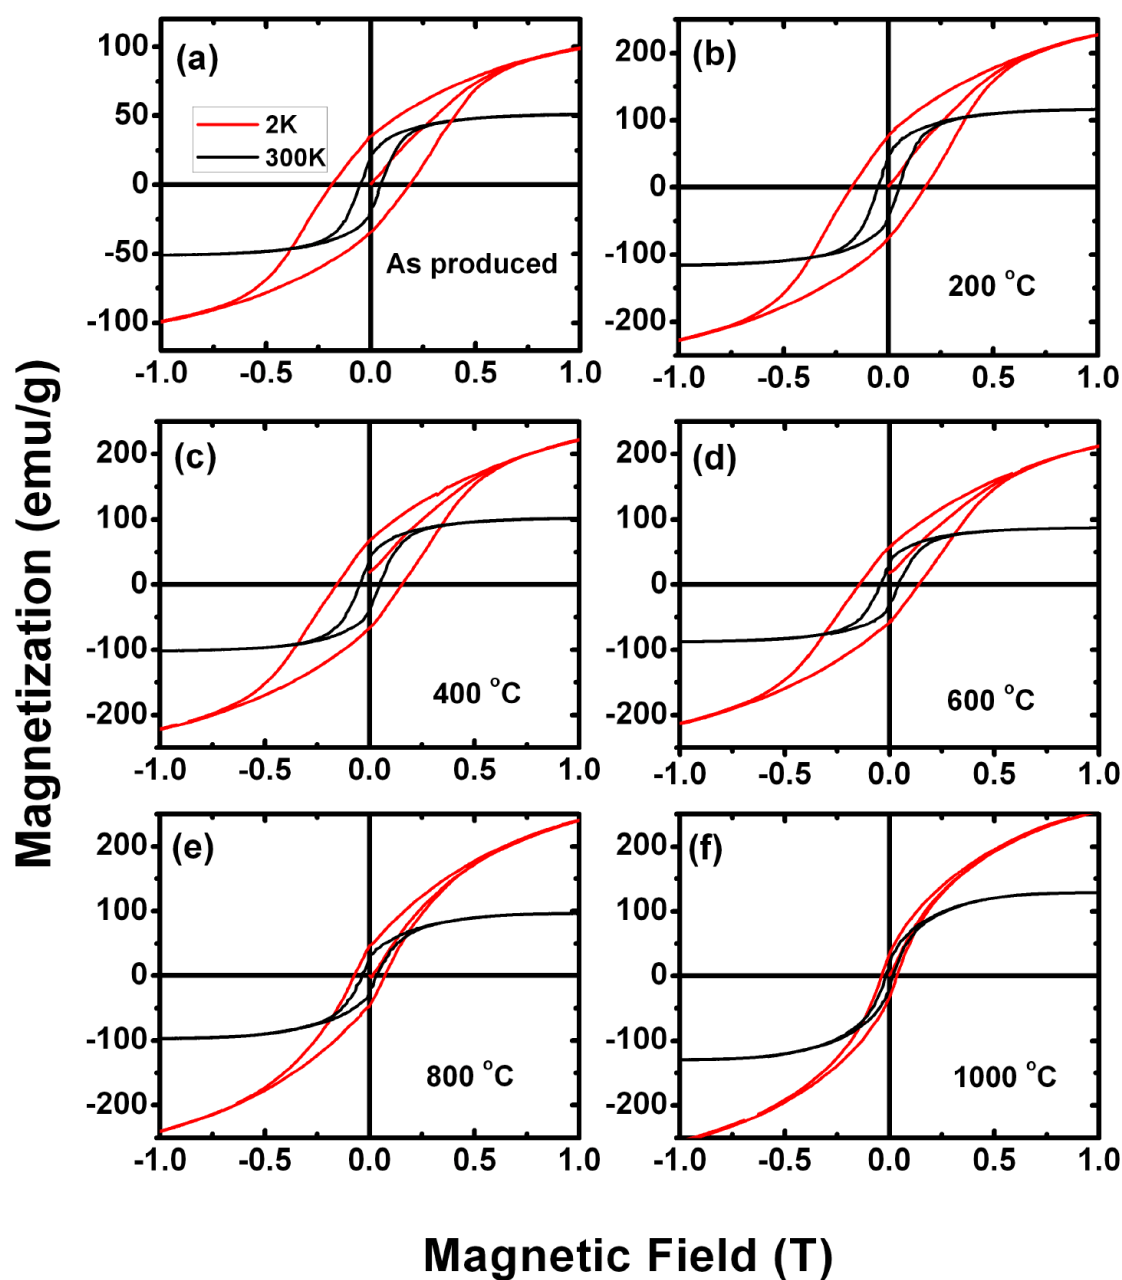 (a)
2K
300K
As produced
100
50
0
-50
-100
-1.0 -0.5 0.0 0.5 1.0
(b)
200 °C
200
100
0
-100
-200
-1.0 -0.5 0.0 0.5 1.0
(c)
400 °C
200
100
0
-100
-200
-1.0 -0.5 0.0 0.5 1.0
(d)
600 °C
200
100
0
-100
-200
-1.0 -0.5 0.0 0.5 1.0
(e)
800 °C
200
100
0
-100
-200
-1.0 -0.5 0.0 0.5 1.0
(f)
1000 °C
200
100
0
-100
-200
-1.0 -0.5 0.0 0.5 1.0
Magnetization (emu/g)
Magnetic Field (T)